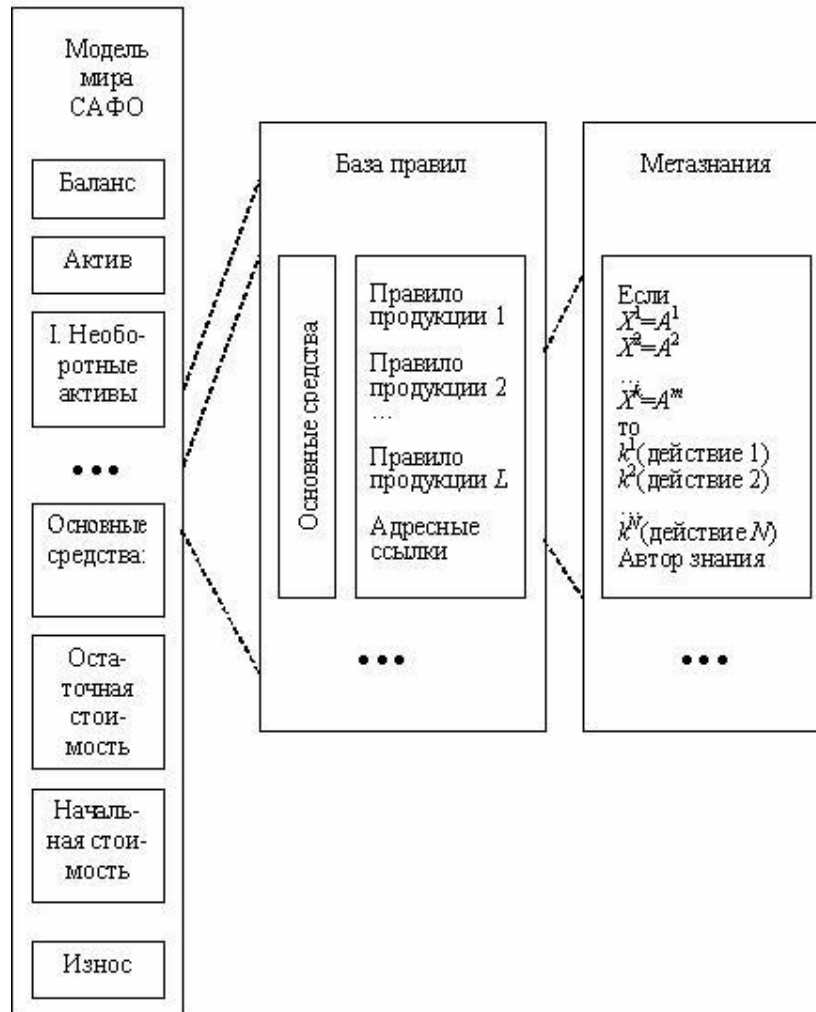 Модель
мира
САФО
Баланс
Актив
I. Необо-
ротные
активы
...
Основные
средства:
Оста-
точная
стои-
мость
Началь-
ная стои-
мость
Износ
База правил
Основные средства
Правило
продукции 1
Правило
продукции 2
...
Правило
продукции L
Адресные
ссылки
...
Метазнания
Если
X¹=A¹
X²=A²
...
Xᵏ=Aᵐ
то
k¹(действие 1)
k²(действие 2)
...
kᴺ(действие N)
Автор знания
...